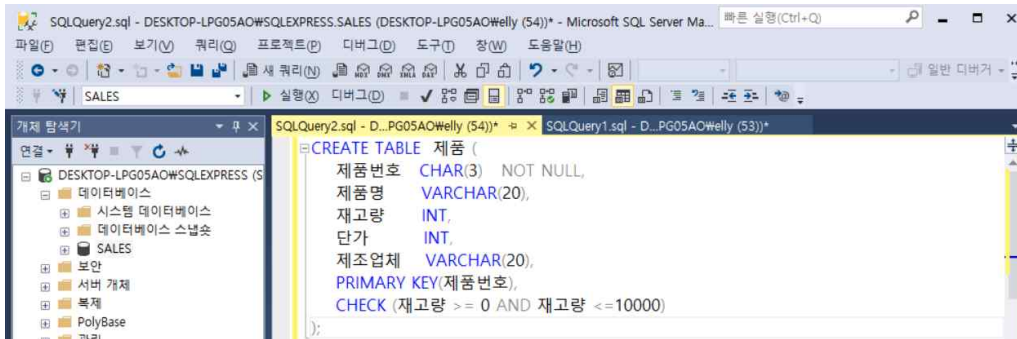 SQLQuery2.sql - DESKTOP-LPG05AO₩SQLEXPRESS.SALES (DESKTOP-LPG05AO₩elly (54))* - Microsoft SQL Server Ma... 빠른 실행(Ctrl+Q)
파일(F) 편집(E) 보기(V) 쿼리(Q) 프로젝트(P) 디버그(D) 도구(T) 창(W) 도움말(H)
새 쿼리(N) 일반 디버거
SALES 실행(X) 디버그(D)
개체 탐색기
연결
DESKTOP-LPG05AO₩SQLEXPRESS (S
데이터베이스
시스템 데이터베이스
데이터베이스 스냅숏
SALES
보안
서버 개체
복제
PolyBase
관리
SQLQuery2.sql - D...PG05AO₩elly (54))* SQLQuery1.sql - D...PG05AO₩elly (53))*
CREATE TABLE 제품 (
제품번호 CHAR(3) NOT NULL,
제품명 VARCHAR(20),
재고량 INT,
단가 INT,
제조업체 VARCHAR(20),
PRIMARY KEY(제품번호),
CHECK (재고량 >= 0 AND 재고량 <=10000)
);